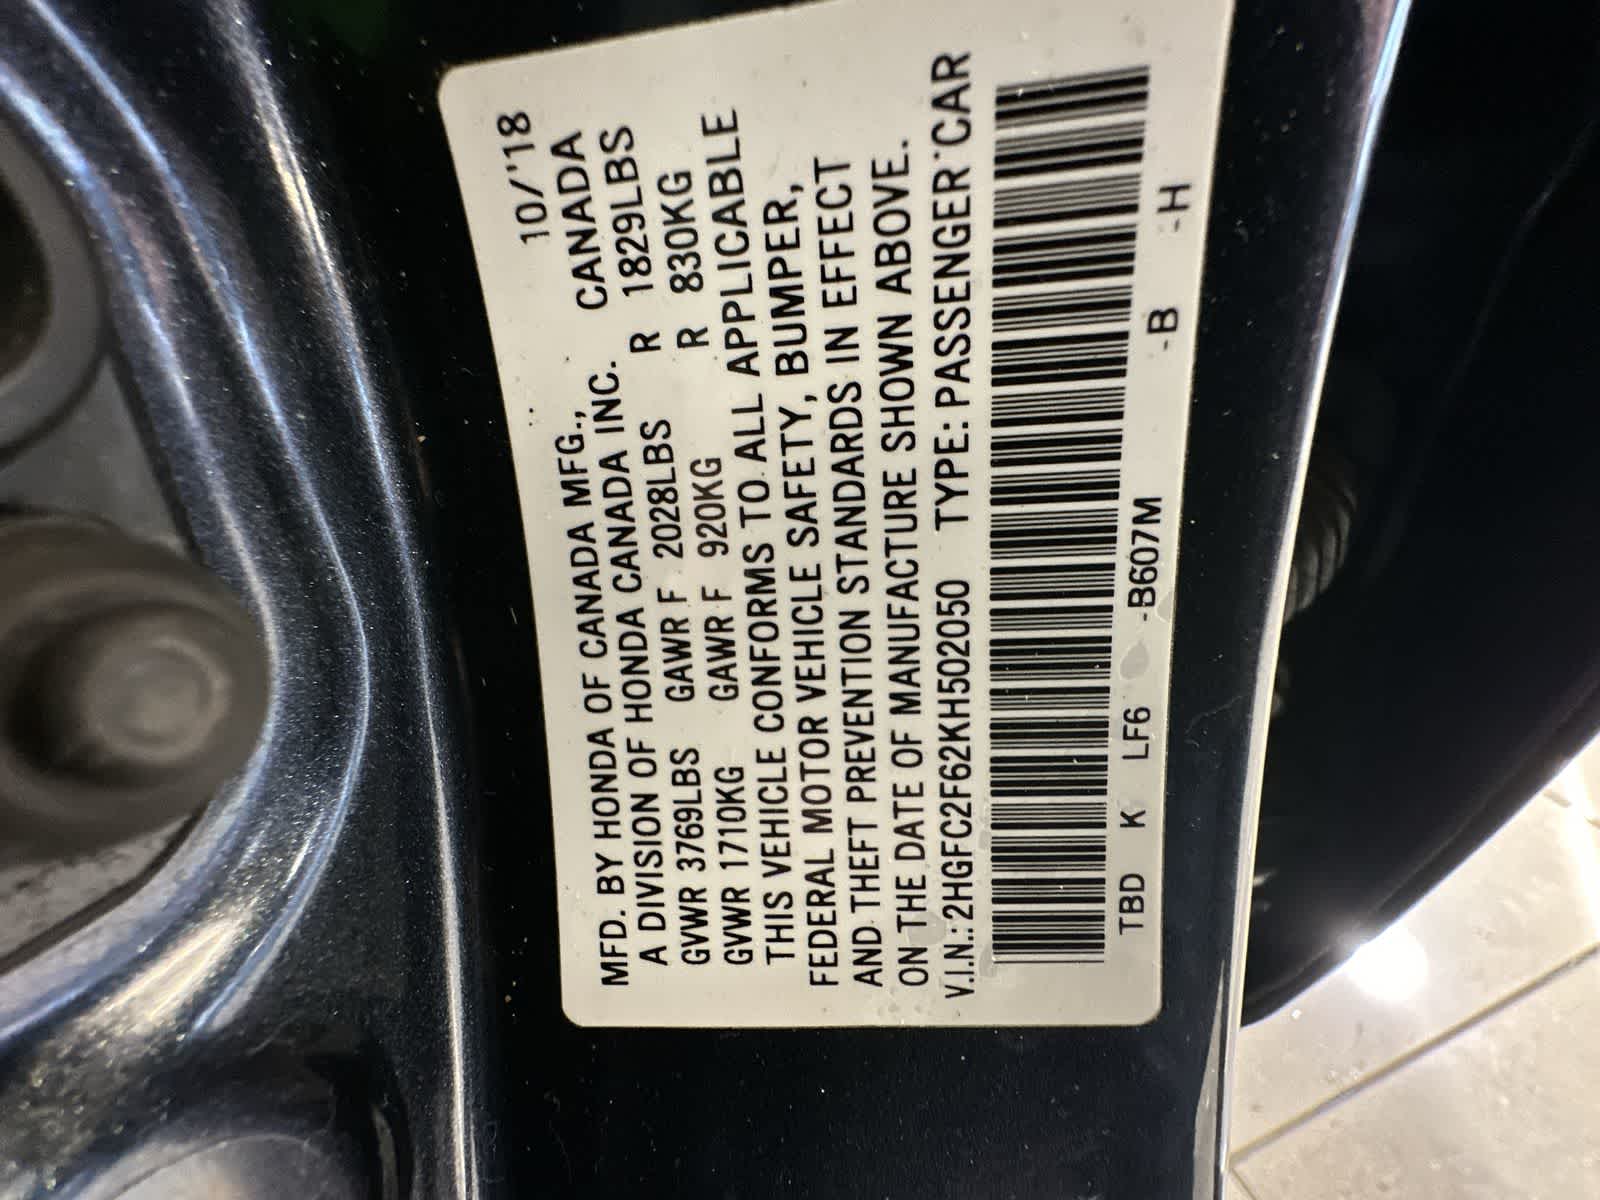 10/'18
MFD. BY HONDA OF CANADA MFG., CANADA
A DIVISION OF HONDA CANADA INC.
GVWR 3769LBS GAWR F 2028LBS R 1829LBS
GVWR 1710KG GAWR F 920KG R 830KG
THIS VEHICLE CONFORMS TO ALL APPLICABLE
FEDERAL MOTOR VEHICLE SAFETY, BUMPER,
AND THEFT PREVENTION STANDARDS IN EFFECT
ON THE DATE OF MANUFACTURE SHOWN ABOVE.
V.I.N.:2HGFC2F62KH502050 TYPE: PASSENGER CAR
TBD K LF6 -B607M -B -H